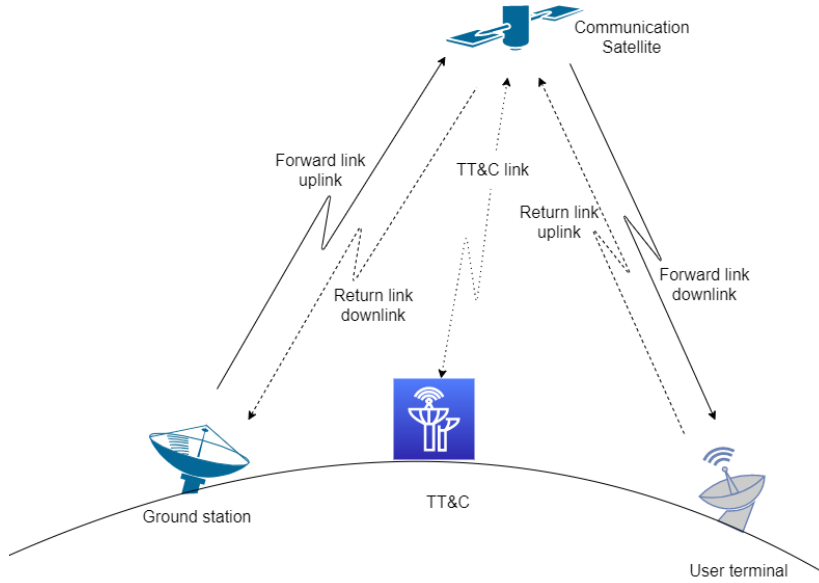 Communication
Satellite
Forward link
uplink
TT&C link
Return link
uplink
Forward link
downlink
Return link
downlink
Ground station
TT&C
User terminal